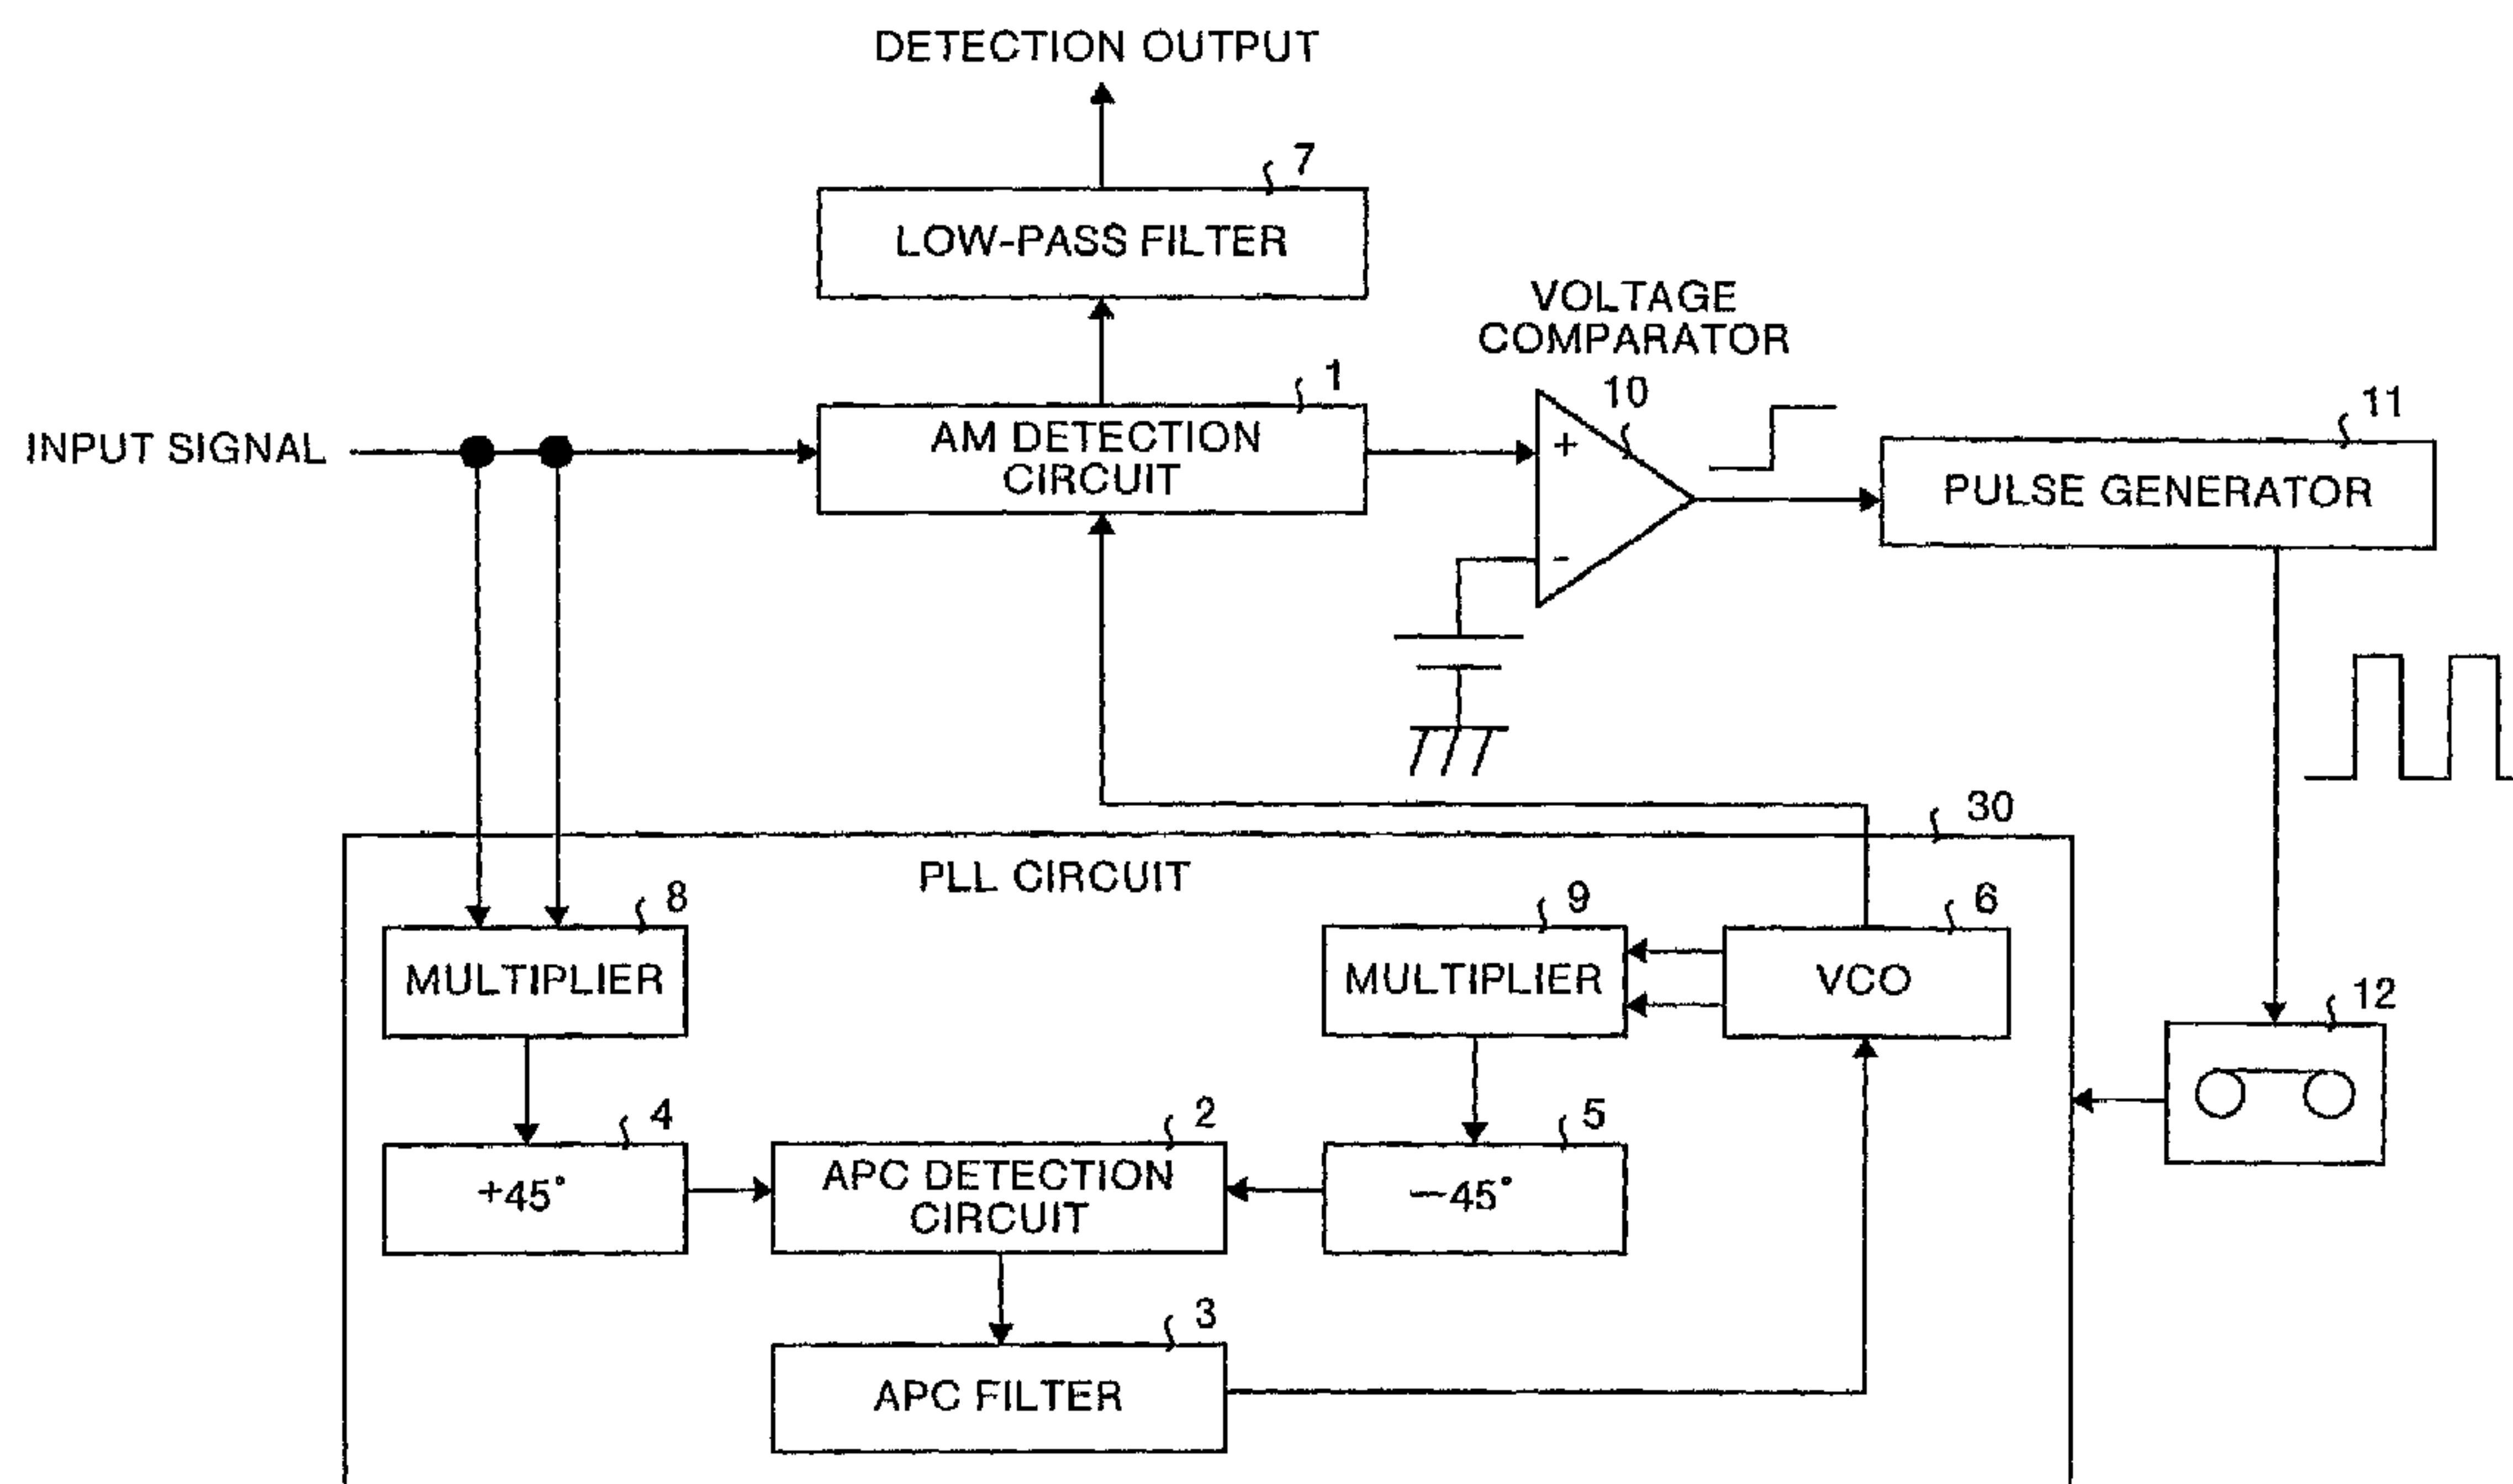 DETECTION OUTPUT
7
LOW-PASS FILTER
VOLTAGE
COMPARATOR
1
10
11
INPUT SIGNAL
AM DETECTION
CIRCUIT
+
-
PULSE GENERATOR
30
PLL CIRCUIT
8
9
6
MULTIPLIER
MULTIPLIER
VCO
12
4
2
5
+45°
APC DETECTION
CIRCUIT
—45°
3
APC FILTER